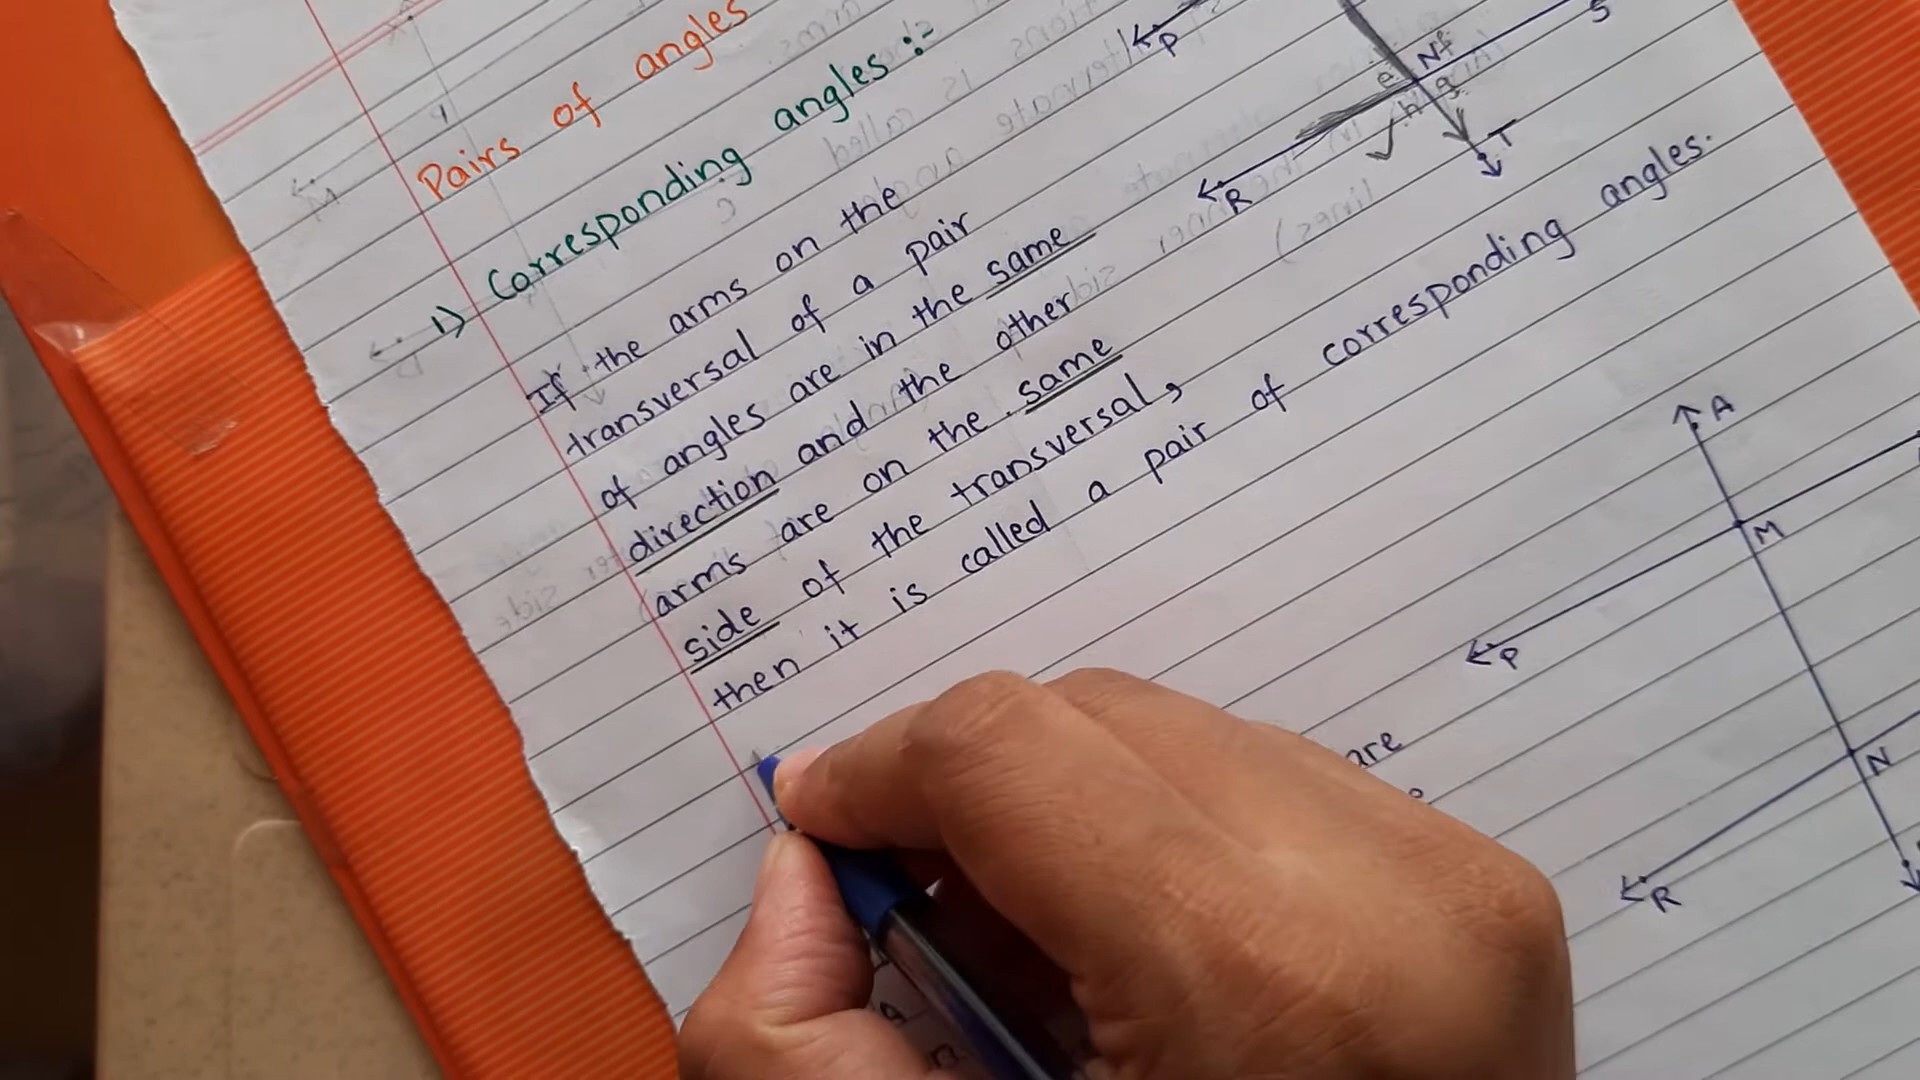 Pairs of angles
1) Corresponding angles :-
If the arms on the
transversal of a pair
of angles are in the same
direction and the other
arms are on the same
side of the transversal,
then it is called a pair of corresponding angles.
P
S
N
f
e
g
h
R
T
A
M
P
N
R
are